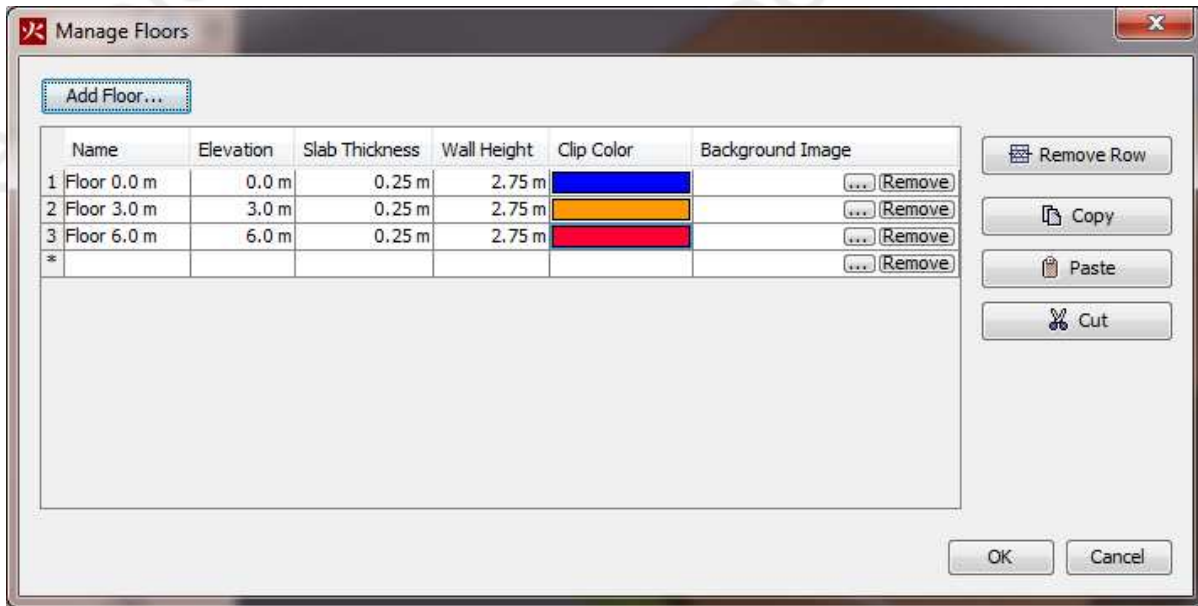 Manage Floors
Add Floor...
Name Elevation Slab Thickness Wall Height Clip Color Background Image
1 Floor 0.0 m 0.0 m 0.25 m 2.75 m ... Remove
2 Floor 3.0 m 3.0 m 0.25 m 2.75 m ... Remove
3 Floor 6.0 m 6.0 m 0.25 m 2.75 m ... Remove
* ... Remove
Remove Row
Copy
Paste
Cut
OK Cancel